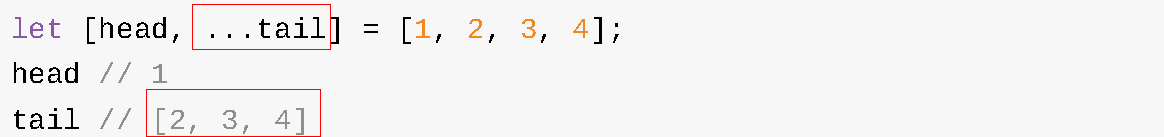 let [head, ...tail] = [1, 2, 3, 4];
head // 1
tail // [2, 3, 4]